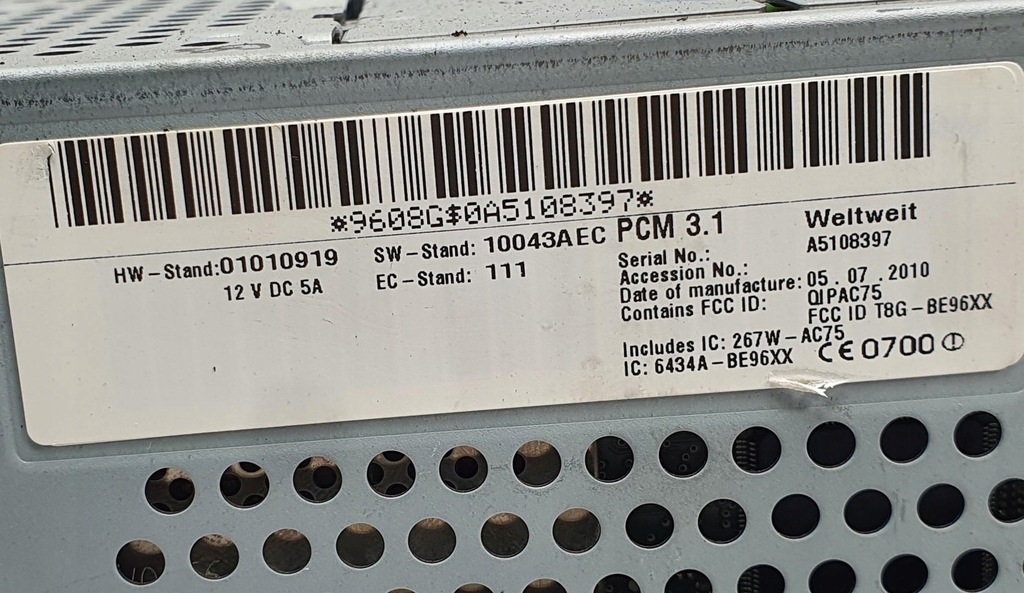 *9608G$0A5108397*
HW-Stand:01010919
12 V DC 5A
SW-Stand: 10043AEC
EC-Stand: 111
PCM 3.1 Weltweit
Serial No.: A5108397
Accession No.:
Date of manufacture: 05.07.2010
Contains FCC ID: QIPAC75
FCC ID T8G-BE96XX
Includes IC: 267W-AC75
IC: 6434A-BE96XX CE0700